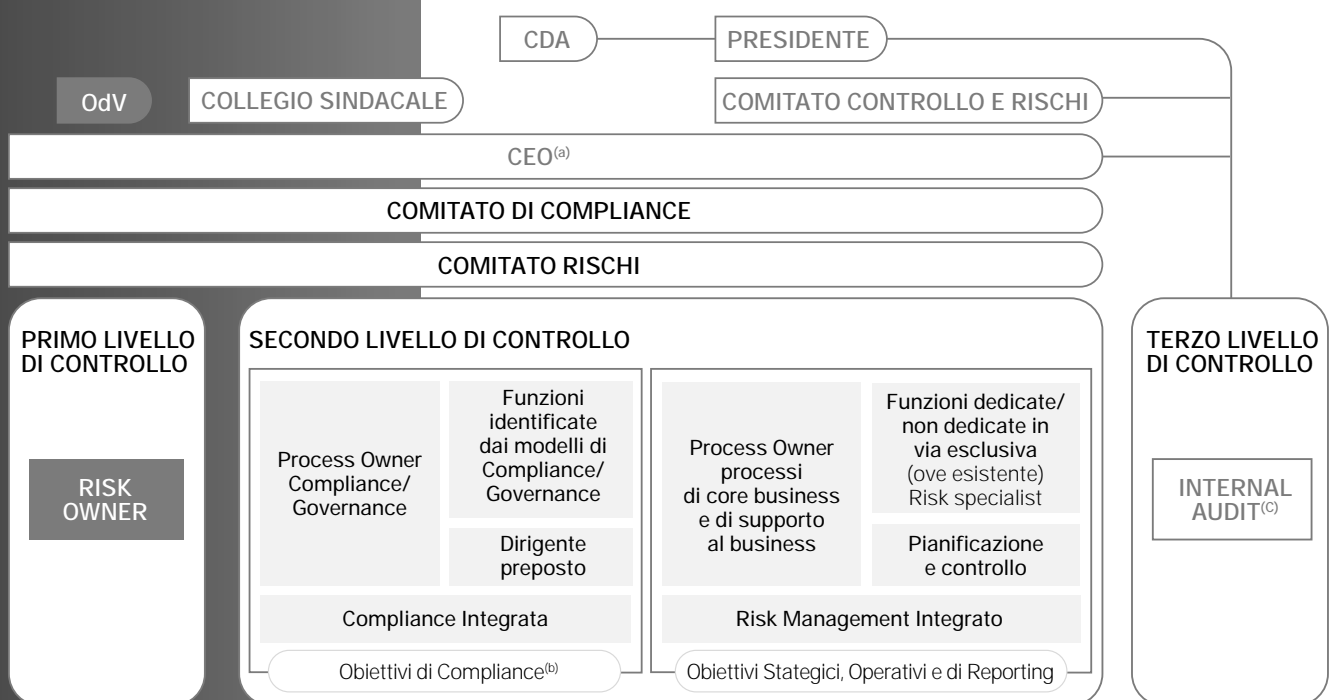 CDA
PRESIDENTE
OdV
COLLEGIO SINDACALE
COMITATO CONTROLLO E RISCHI
CEO(a)
COMITATO DI COMPLIANCE
COMITATO RISCHI
PRIMO LIVELLO
DI CONTROLLO
RISK
OWNER
SECONDO LIVELLO DI CONTROLLO
Process Owner
Compliance/
Governance
Funzioni
identificate
dai modelli di
Compliance/
Governance
Dirigente
preposto
Compliance Integrata
Obiettivi di Compliance(b)
Process Owner
processi
di core business
e di supporto
al business
Funzioni dedicate/
non dedicate in
via esclusiva
(ove esistente)
Risk specialist
Pianificazione
e controllo
Risk Management Integrato
Obiettivi Stategici, Operativi e di Reporting
TERZO LIVELLO
DI CONTROLLO
INTERNAL
AUDIT(C)